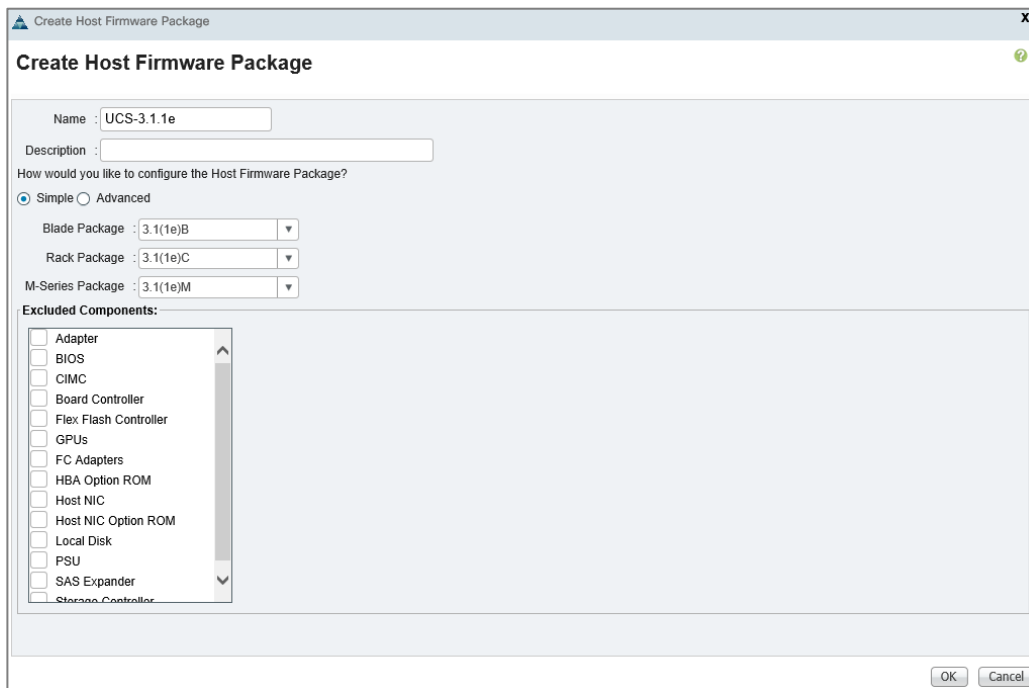 Create Host Firmware Package X
Create Host Firmware Package ?
Name : UCS-3.1.1e
Description :
How would you like to configure the Host Firmware Package?
Simple Advanced
Blade Package : 3.1(1e)B
Rack Package : 3.1(1e)C
M-Series Package : 3.1(1e)M
Excluded Components:
Adapter
BIOS
CIMC
Board Controller
Flex Flash Controller
GPUs
FC Adapters
HBA Option ROM
Host NIC
Host NIC Option ROM
Local Disk
PSU
SAS Expander
Storage Controller
OK Cancel